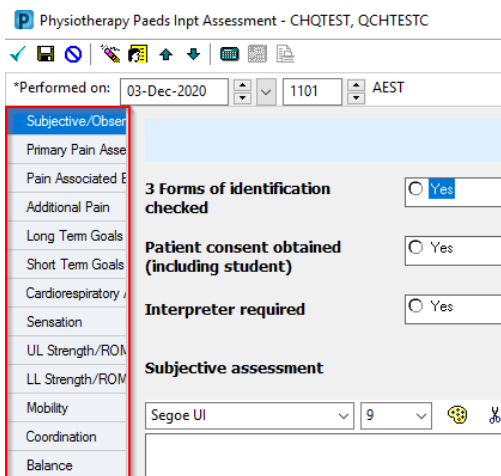 P Physiotherapy Paeds Inpt Assessment - CHQTEST, QCHTESTC
*Performed on: 03-Dec-2020 1101 AEST
Subjective/Obser
Primary Pain Asse
Pain Associated E
Additional Pain
Long Term Goals
Short Term Goals
Cardiorespiratory
Sensation
UL Strength/ROM
LL Strength/ROM
Mobility
Coordination
Balance
3 Forms of identification
checked
Yes
Patient consent obtained
(including student)
Yes
Interpreter required
Yes
Subjective assessment
Segoe UI 9